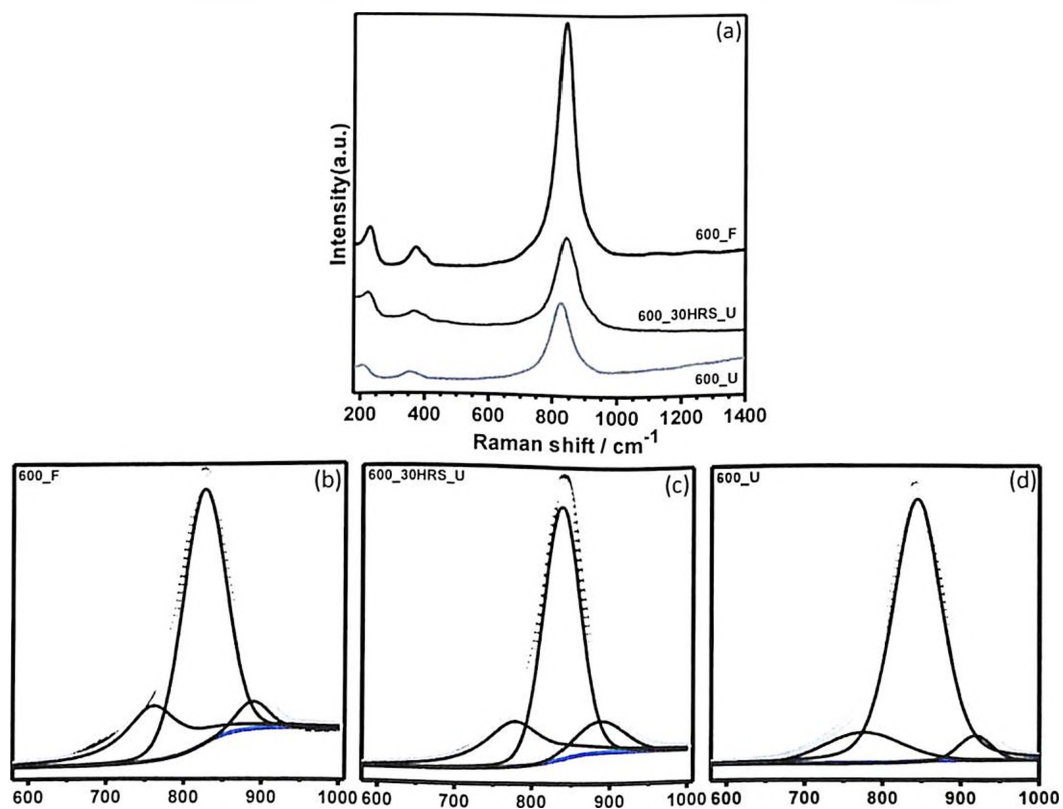 (a)
Intensity(a.u.)
600_F
600_30HRS_U
600_U
200 400 600 800 1000 1200 1400
Raman shift / cm-1
600_F (b)
600_30HRS_U (c)
600_U (d)
600 700 800 900 1000
600 700 800 900 1000
600 700 800 900 1000